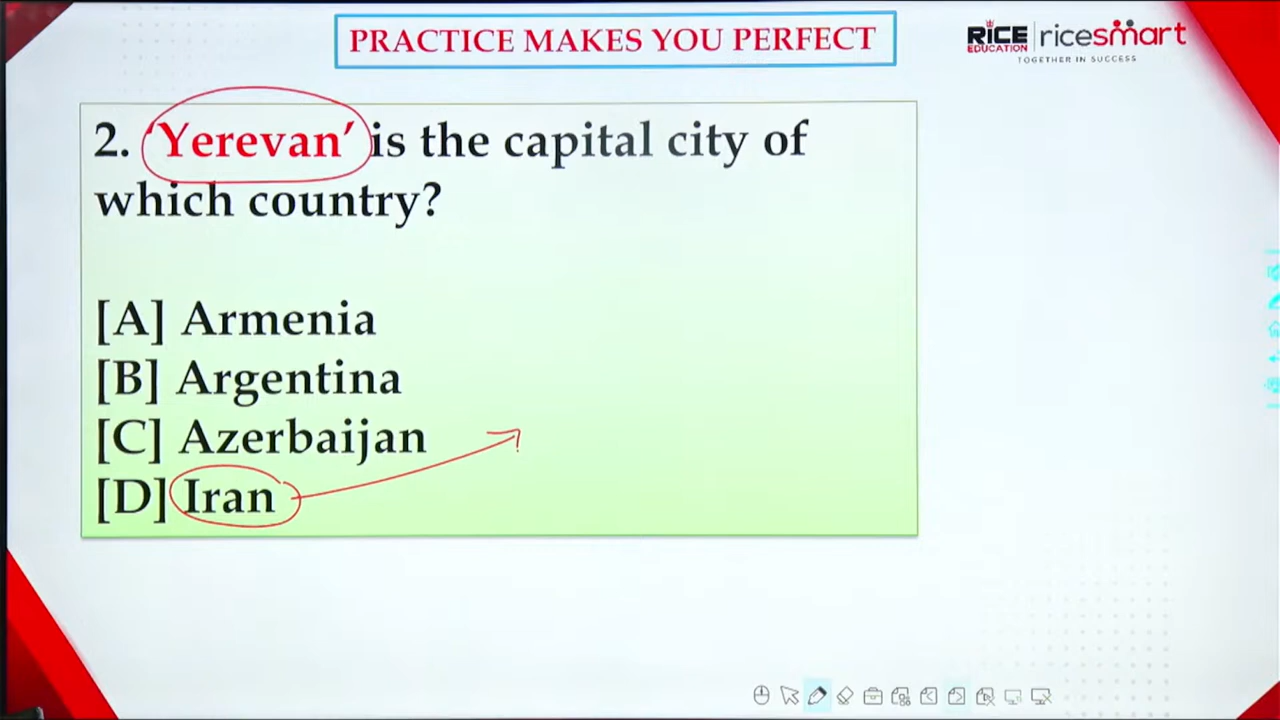 PRACTICE MAKES YOU PERFECT
RICE EDUCATION | ricesmart
TOGETHER IN SUCCESS
2. ‘Yerevan’ is the capital city of
which country?
[A] Armenia
[B] Argentina
[C] Azerbaijan
[D] Iran